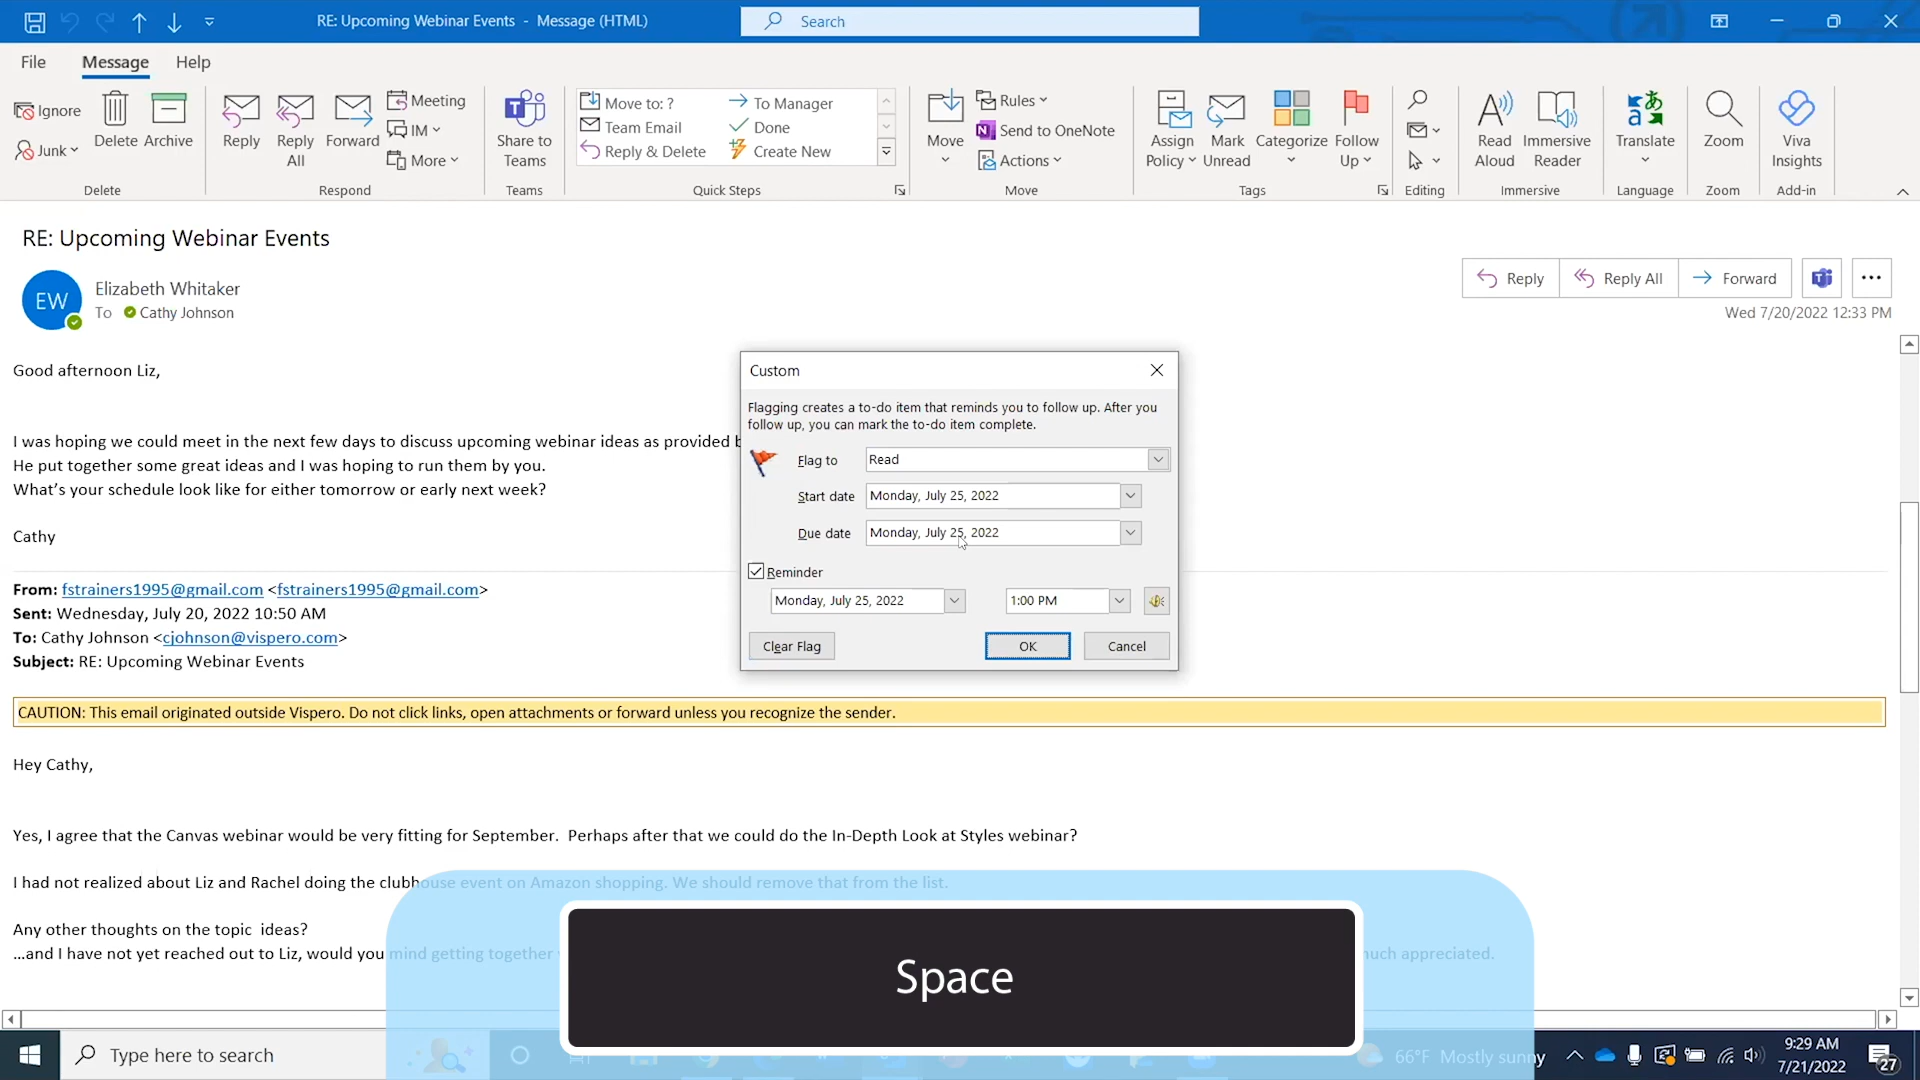 RE: Upcoming Webinar Events - Message (HTML)
Search
File Message Help
Ignore
Junk
Delete
Archive
Delete
Reply
Reply All
Forward
Meeting
IM
More
Respond
Share to Teams
Teams
Move to: ?
Team Email
Reply & Delete
To Manager
Done
Create New
Quick Steps
Move
Rules
Send to OneNote
Actions
Move
Assign Policy
Mark Unread
Categorize
Follow Up
Tags
Editing
Read Aloud
Immersive Reader
Immersive
Translate
Language
Zoom
Zoom
Viva Insights
Add-in
RE: Upcoming Webinar Events
EW
Elizabeth Whitaker
To Cathy Johnson
Reply
Reply All
Forward
Wed 7/20/2022 12:33 PM
Good afternoon Liz,
I was hoping we could meet in the next few days to discuss upcoming webinar ideas as provided
He put together some great ideas and I was hoping to run them by you.
What's your schedule look like for either tomorrow or early next week?
Cathy
From: fstrainers1995@gmail.com <fstrainers1995@gmail.com>
Sent: Wednesday, July 20, 2022 10:50 AM
To: Cathy Johnson <cjohnson@vispero.com>
Subject: RE: Upcoming Webinar Events
CAUTION: This email originated outside Vispero. Do not click links, open attachments or forward unless you recognize the sender.
Hey Cathy,
Yes, I agree that the Canvas webinar would be very fitting for September. Perhaps after that we could do the In-Depth Look at Styles webinar?
I had not realized about Liz and Rachel doing the clubhouse event on Amazon shopping. We should remove that from the list.
Any other thoughts on the topic ideas?
...and I have not yet reached out to Liz, would you mind getting together
much appreciated.
Custom
Flagging creates a to-do item that reminds you to follow up. After you
follow up, you can mark the to-do item complete.
Flag to Read
Start date Monday, July 25, 2022
Due date Monday, July 25, 2022
Reminder
Monday, July 25, 2022 1:00 PM
Clear Flag OK Cancel
Space
Type here to search
66°F Mostly sunny
9:29 AM
7/21/2022
27